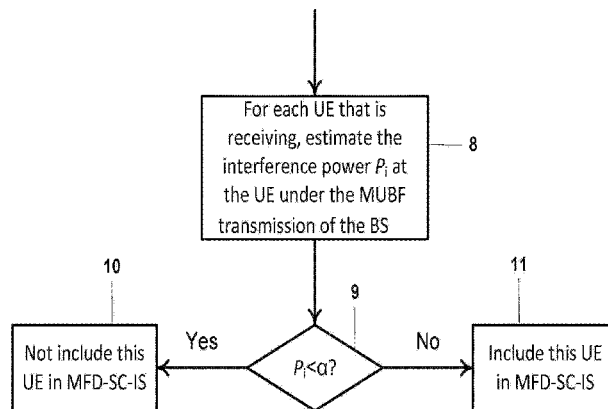 For each UE that is
receiving, estimate the
interference power Pi at
the UE under the MUBF
transmission of the BS
8
10
9
11
Not include this
UE in MFD-SC-IS
Yes
Pi<α?
No
Include this UE
in MFD-SC-IS